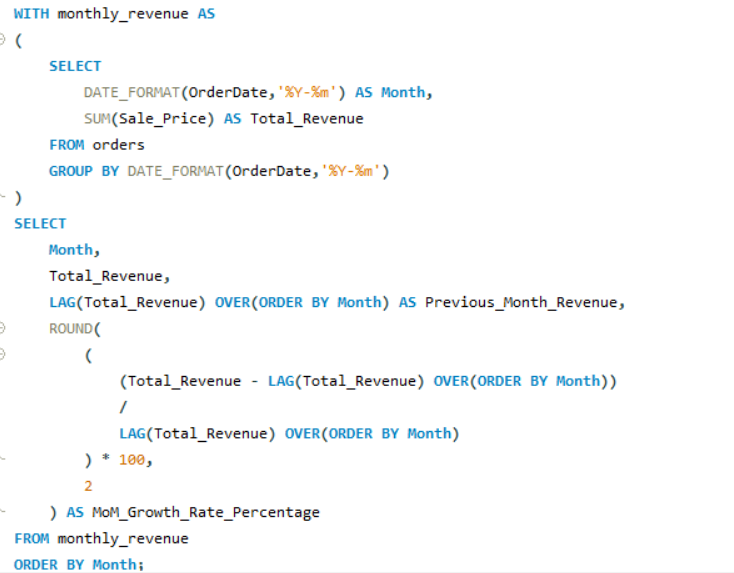 WITH monthly_revenue AS
(
    SELECT
        DATE_FORMAT(OrderDate,'%Y-%m') AS Month,
        SUM(Sale_Price) AS Total_Revenue
    FROM orders
    GROUP BY DATE_FORMAT(OrderDate,'%Y-%m')
)
SELECT
    Month,
    Total_Revenue,
    LAG(Total_Revenue) OVER(ORDER BY Month) AS Previous_Month_Revenue,
    ROUND(
        (
            (Total_Revenue - LAG(Total_Revenue) OVER(ORDER BY Month))
            /
            LAG(Total_Revenue) OVER(ORDER BY Month)
        ) * 100,
        2
    ) AS MoM_Growth_Rate_Percentage
FROM monthly_revenue
ORDER BY Month;